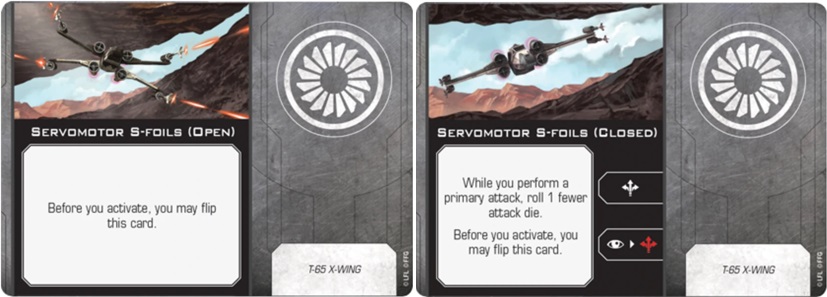 SERVOMOTOR S-FOILS (OPEN)
Before you activate, you may flip
this card.
T-65 X-WING
©LFL ©FFG
SERVOMOTOR S-FOILS (CLOSED)
While you perform a
primary attack, roll 1 fewer
attack die.
Before you activate, you
may flip this card.
T-65 X-WING
©LFL ©FFG